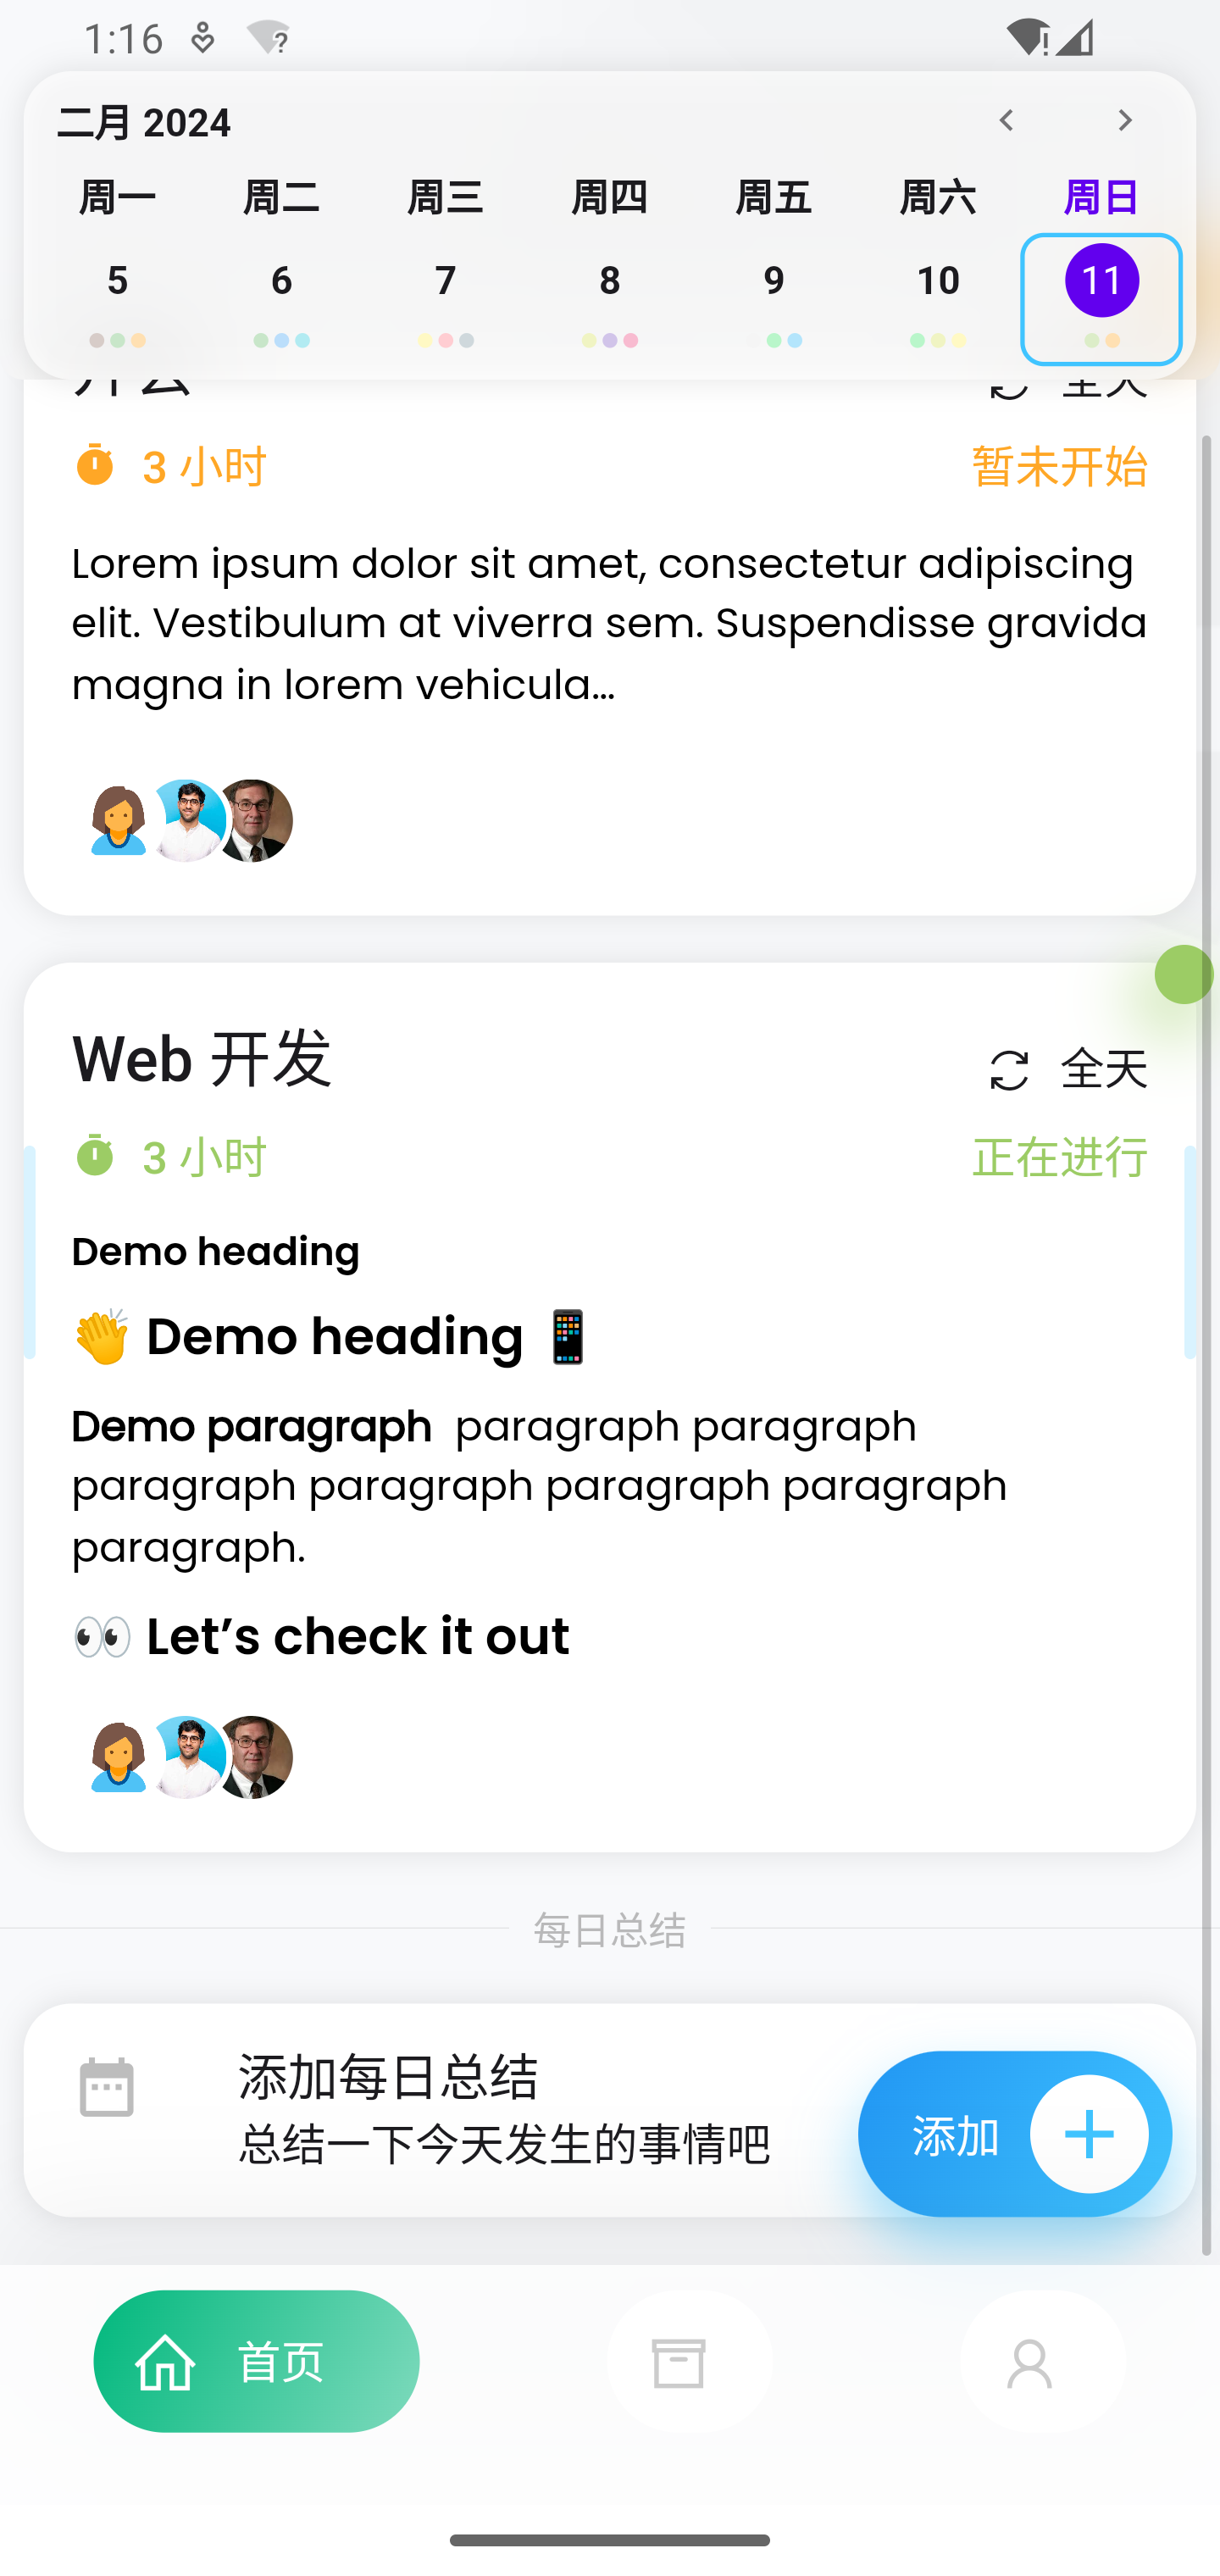 1:16
二月 2024
周一 周二 周三 周四 周五 周六 周日
5 6 7 8 9 10 11
全天
3 小时 暂未开始
Lorem ipsum dolor sit amet, consectetur adipiscing
elit. Vestibulum at viverra sem. Suspendisse gravida
magna in lorem vehicula...
Web 开发 全天
3 小时 正在进行
Demo heading
👋 Demo heading 📱
Demo paragraph paragraph paragraph
paragraph paragraph paragraph paragraph
paragraph.
👀 Let’s check it out
每日总结
添加每日总结
总结一下今天发生的事情吧
添加
首页